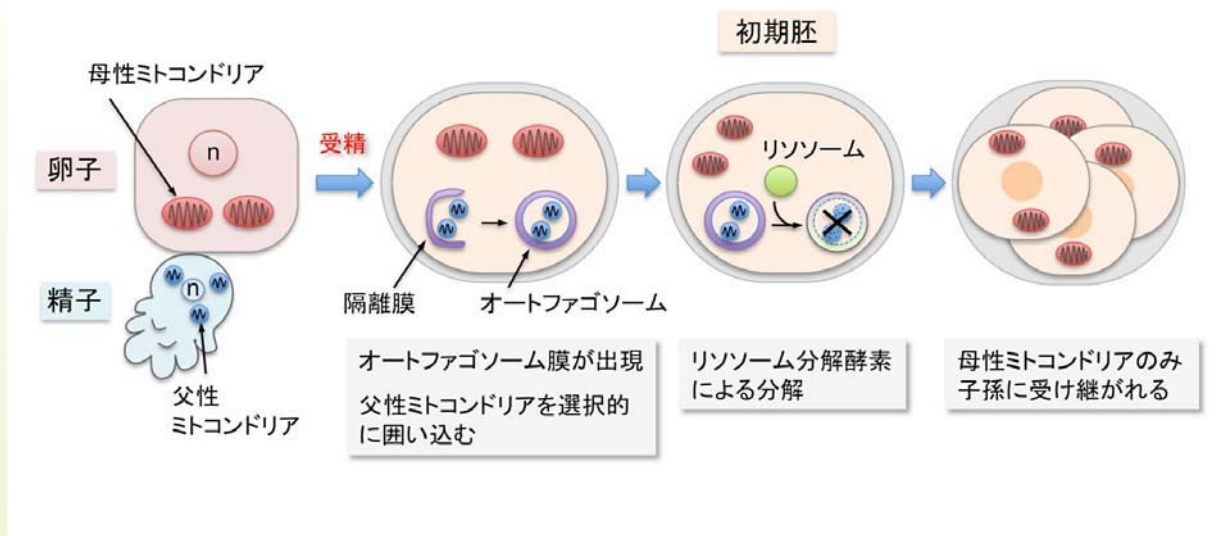 初期胚
母性ミトコンドリア
卵子
n
受精
リソソーム
精子
n
隔離膜
オートファゴソーム
父性
ミトコンドリア
オートファゴソーム膜が出現
父性ミトコンドリアを選択的
に囲い込む
リソソーム分解酵素
による分解
母性ミトコンドリアのみ
子孫に受け継がれる